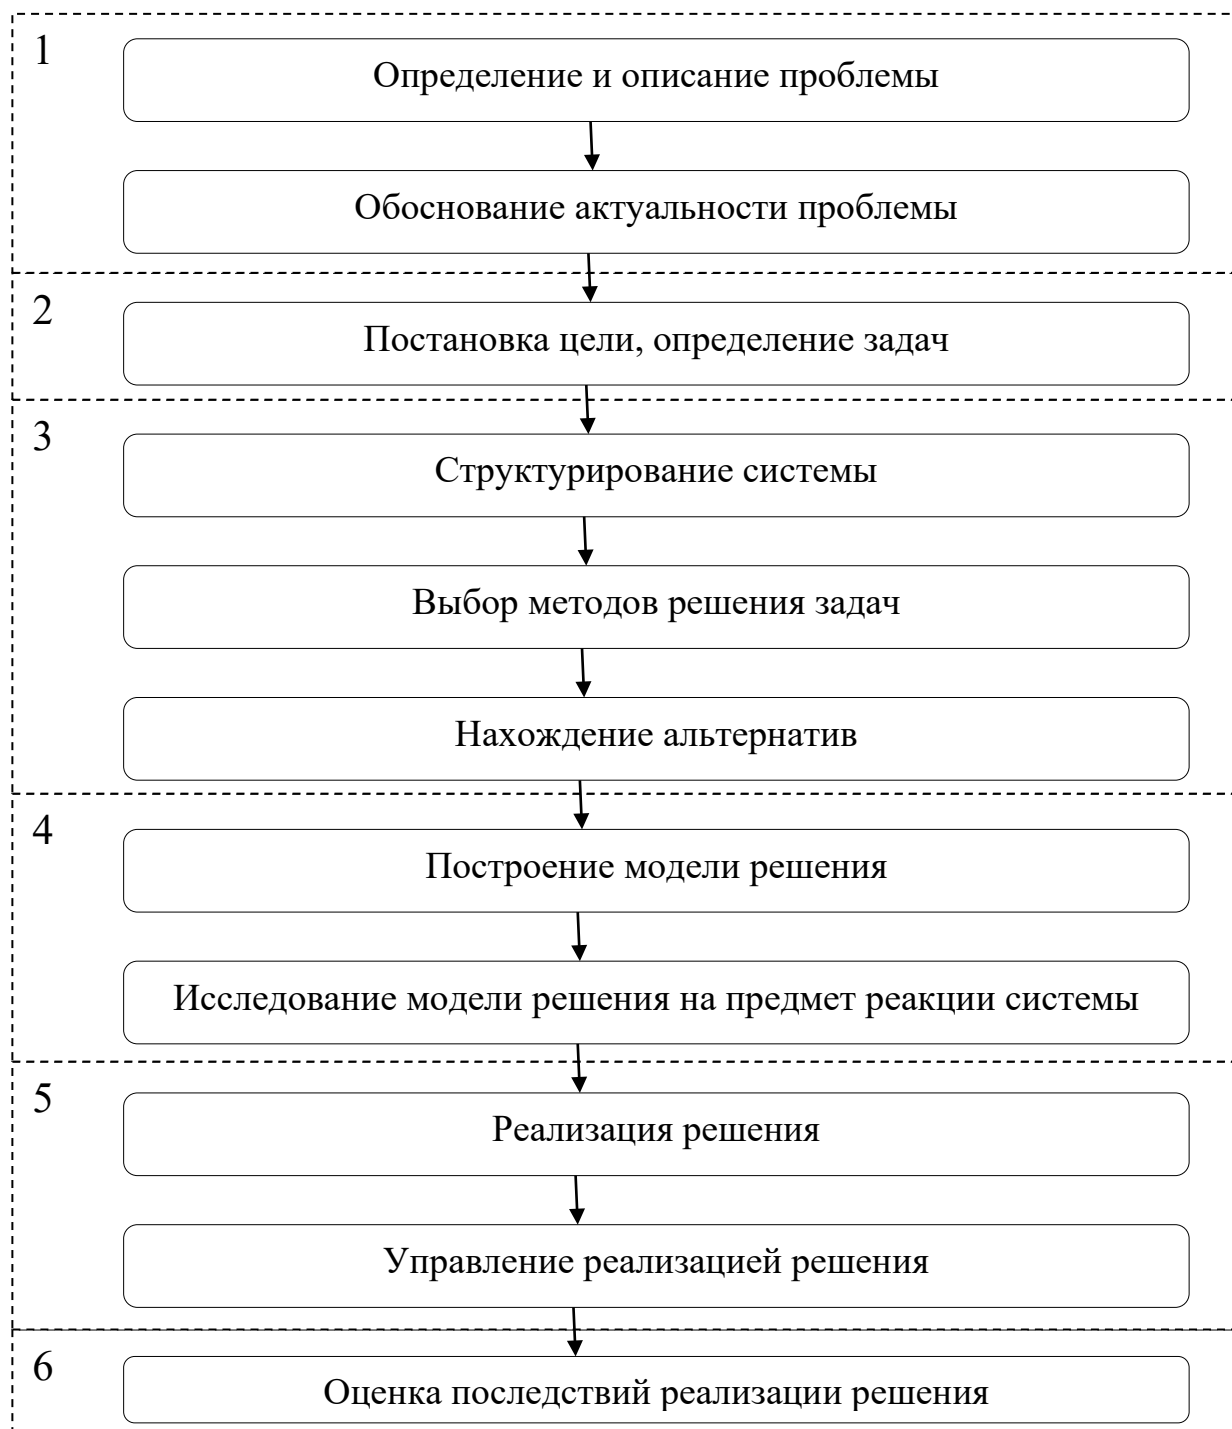 1
Определение и описание проблемы
Обоснование актуальности проблемы
2
Постановка цели, определение задач
3
Структурирование системы
Выбор методов решения задач
Нахождение альтернатив
4
Построение модели решения
Исследование модели решения на предмет реакции системы
5
Реализация решения
Управление реализацией решения
6
Оценка последствий реализации решения